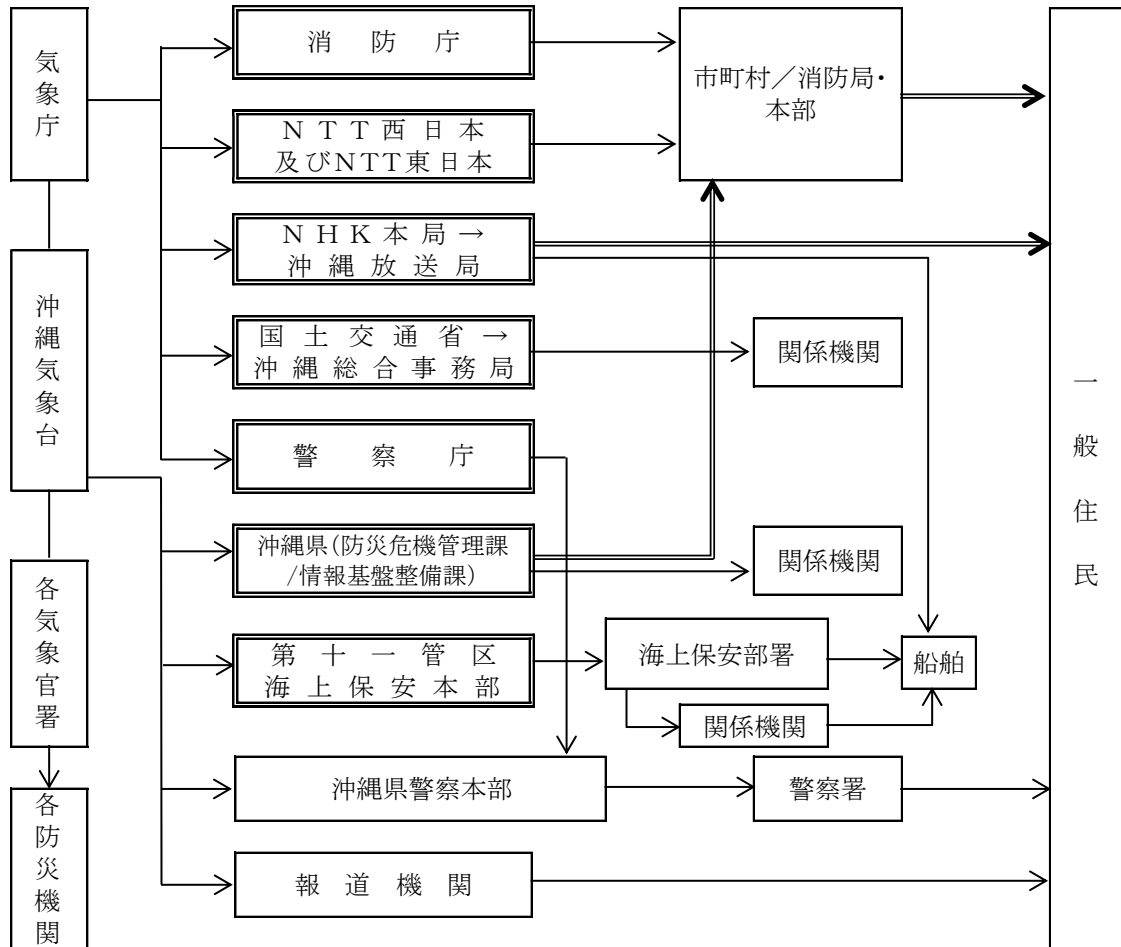 気象庁
沖縄気象台
各気象官署
各防災機関
消防庁
NTT西日本
及びNTT東日本
NHK本局→
沖縄放送局
国土交通省→
沖縄総合事務局
警察庁
沖縄県(防災危機管理課
/情報基盤整備課)
第十一管区
海上保安本部
沖縄県警察本部
報道機関
市町村/消防局・
本部
関係機関
関係機関
海上保安部署
関係機関
船舶
警察署
一般住民